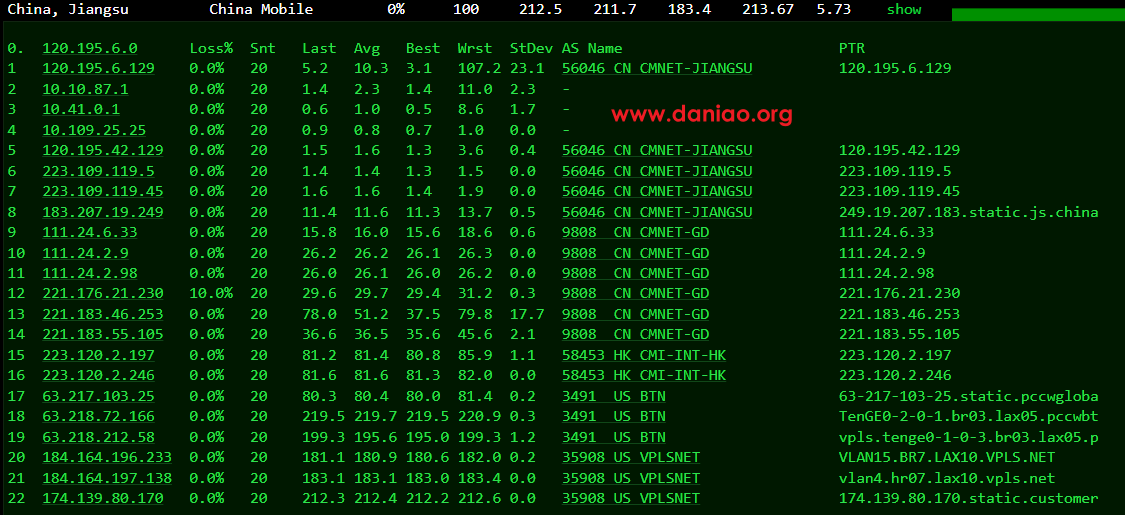 China, Jiangsu China Mobile 0% 100 212.5 211.7 183.4 213.67 5.73 show
0. 120.195.6.0 Loss% Snt Last Avg Best Wrst StDev AS Name PTR
1 120.195.6.129 0.0% 20 5.2 10.3 3.1 107.2 23.1 56046 CN CMNET-JIANGSU 120.195.6.129
2 10.10.87.1 0.0% 20 1.4 2.3 1.4 11.0 2.3 -
3 10.41.0.1 0.0% 20 0.6 1.0 0.5 8.6 1.7 -
www.daniao.org
4 10.109.25.25 0.0% 20 0.9 0.8 0.7 1.0 0.0 -
5 120.195.42.129 0.0% 20 1.5 1.6 1.3 3.6 0.4 56046 CN CMNET-JIANGSU 120.195.42.129
6 223.109.119.5 0.0% 20 1.4 1.4 1.3 1.5 0.0 56046 CN CMNET-JIANGSU 223.109.119.5
7 223.109.119.45 0.0% 20 1.6 1.6 1.4 1.9 0.0 56046 CN CMNET-JIANGSU 223.109.119.45
8 183.207.19.249 0.0% 20 11.4 11.6 11.3 13.7 0.5 56046 CN CMNET-JIANGSU 249.19.207.183.static.js.china
9 111.24.6.33 0.0% 20 15.8 16.0 15.6 18.6 0.6 9808 CN CMNET-GD 111.24.6.33
10 111.24.2.9 0.0% 20 26.2 26.2 26.1 26.3 0.0 9808 CN CMNET-GD 111.24.2.9
11 111.24.2.98 0.0% 20 26.0 26.1 26.0 26.2 0.0 9808 CN CMNET-GD 111.24.2.98
12 221.176.21.230 10.0% 20 29.6 29.7 29.4 31.2 0.3 9808 CN CMNET-GD 221.176.21.230
13 221.183.46.253 0.0% 20 78.0 51.2 37.5 79.8 17.7 9808 CN CMNET-GD 221.183.46.253
14 221.183.55.105 0.0% 20 36.6 36.5 35.6 45.6 2.1 9808 CN CMNET-GD 221.183.55.105
15 223.120.2.197 0.0% 20 81.2 81.4 80.8 85.9 1.1 58453 HK CMI-INT-HK 223.120.2.197
16 223.120.2.246 0.0% 20 81.6 81.6 81.3 82.0 0.0 58453 HK CMI-INT-HK 223.120.2.246
17 63.217.103.25 0.0% 20 80.3 80.4 80.0 81.4 0.2 3491 US BTN 63-217-103-25.static.pccwgloba
18 63.218.72.166 0.0% 20 219.5 219.7 219.5 220.9 0.3 3491 US BTN TenGE0-2-0-1.br03.lax05.pccwbt
19 63.218.212.58 0.0% 20 199.3 195.6 195.0 199.3 1.2 3491 US BTN vpls.tenge0-1-0-3.br03.lax05.p
20 184.164.196.233 0.0% 20 181.1 180.9 180.6 182.0 0.2 35908 US VPLSNET VLAN15.BR7.LAX10.VPLS.NET
21 184.164.197.138 0.0% 20 183.1 183.1 183.0 183.4 0.0 35908 US VPLSNET vlan4.hr07.lax10.vpls.net
22 174.139.80.170 0.0% 20 212.3 212.4 212.2 212.6 0.0 35908 US VPLSNET 174.139.80.170.static.customer